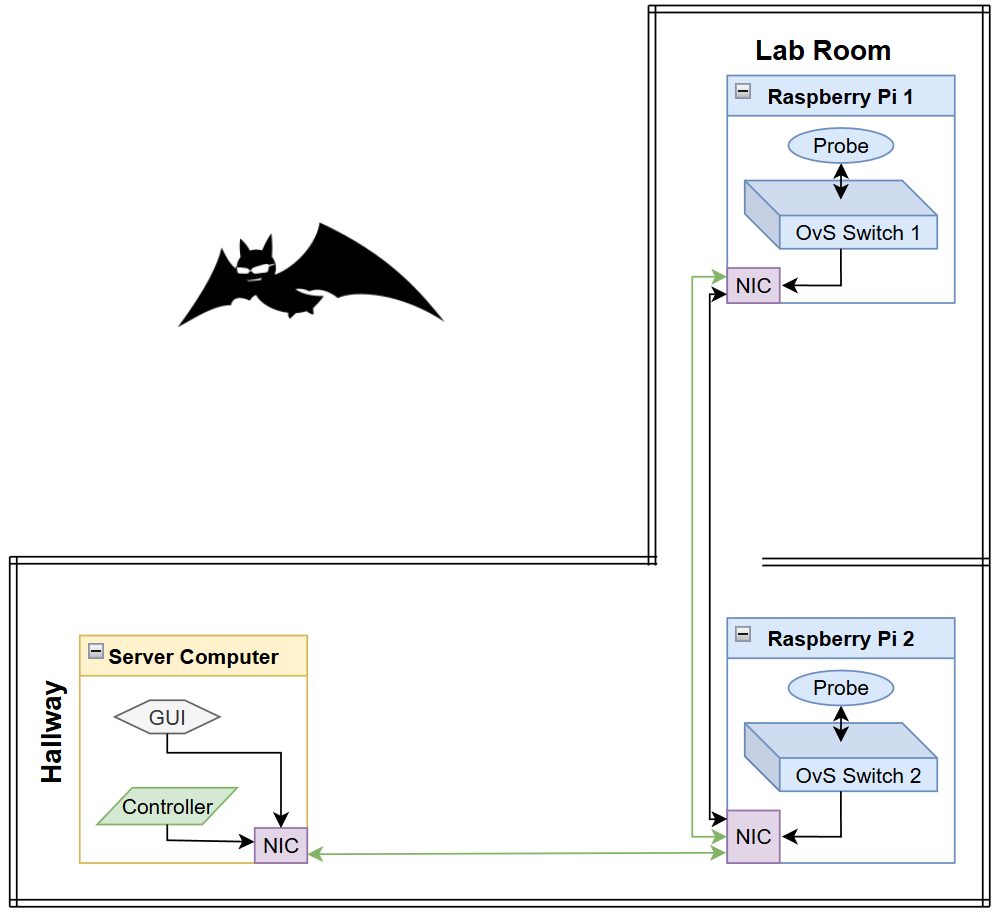 Lab Room
Raspberry Pi 1
Probe
OvS Switch 1
NIC
Hallway
Server Computer
GUI
Controller
NIC
Raspberry Pi 2
Probe
OvS Switch 2
NIC